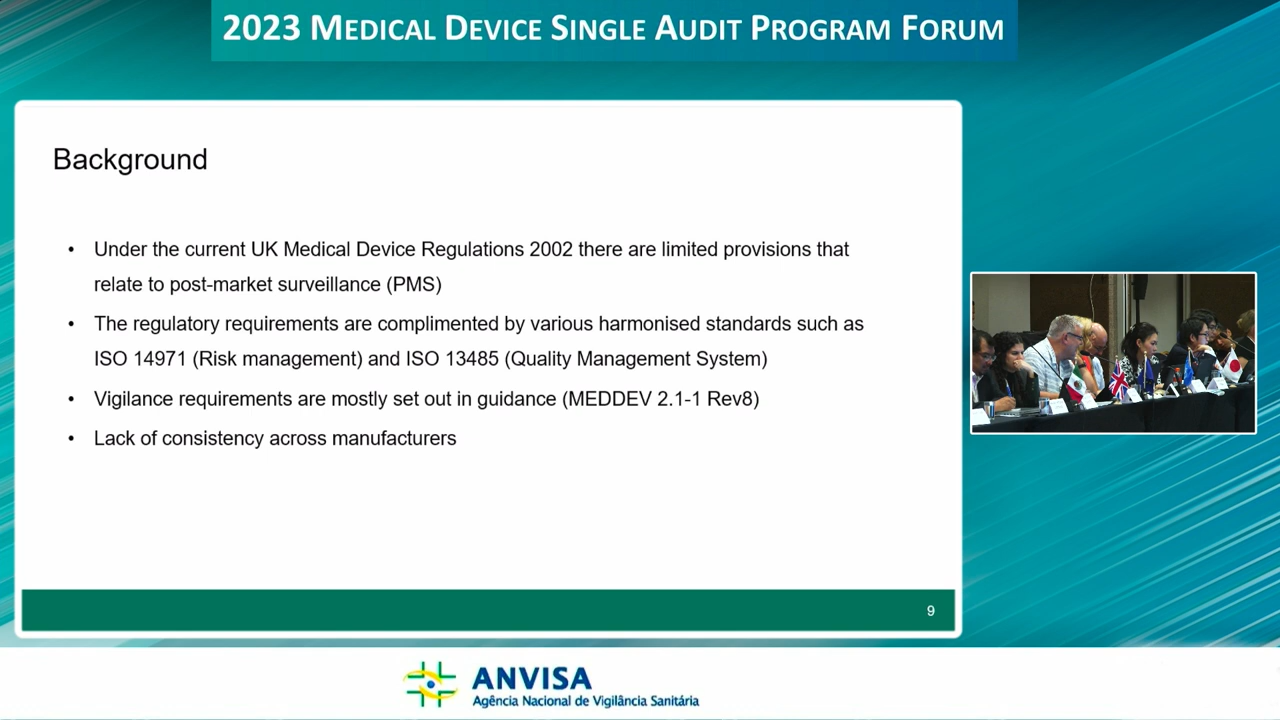 2023 MEDICAL DEVICE SINGLE AUDIT PROGRAM FORUM
Background
• Under the current UK Medical Device Regulations 2002 there are limited provisions that
relate to post-market surveillance (PMS)
• The regulatory requirements are complimented by various harmonised standards such as
ISO 14971 (Risk management) and ISO 13485 (Quality Management System)
• Vigilance requirements are mostly set out in guidance (MEDDEV 2.1-1 Rev8)
• Lack of consistency across manufacturers
9
ANVISA
Agência Nacional de Vigilância Sanitária